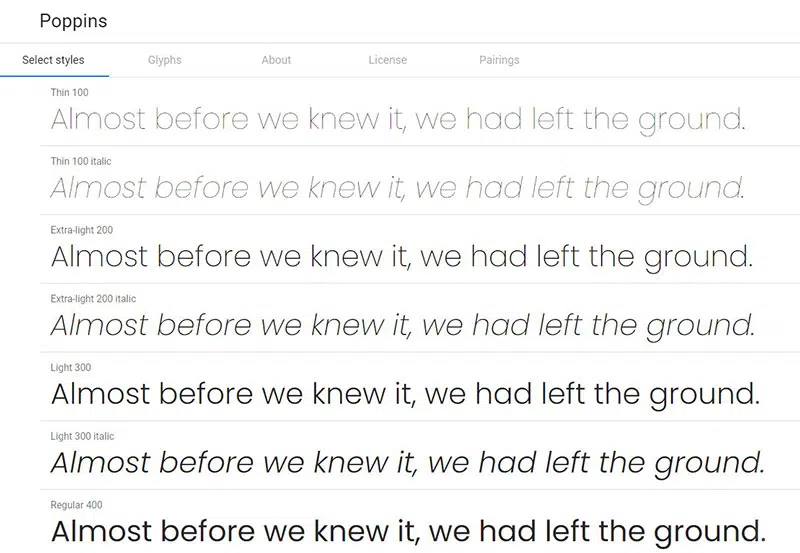 Poppins
Select styles Glyphs About License Pairings
Thin 100
Almost before we knew it, we had left the ground.
Thin 100 italic
Almost before we knew it, we had left the ground.
Extra-light 200
Almost before we knew it, we had left the ground.
Extra-light 200 italic
Almost before we knew it, we had left the ground.
Light 300
Almost before we knew it, we had left the ground.
Light 300 italic
Almost before we knew it, we had left the ground.
Regular 400
Almost before we knew it, we had left the ground.